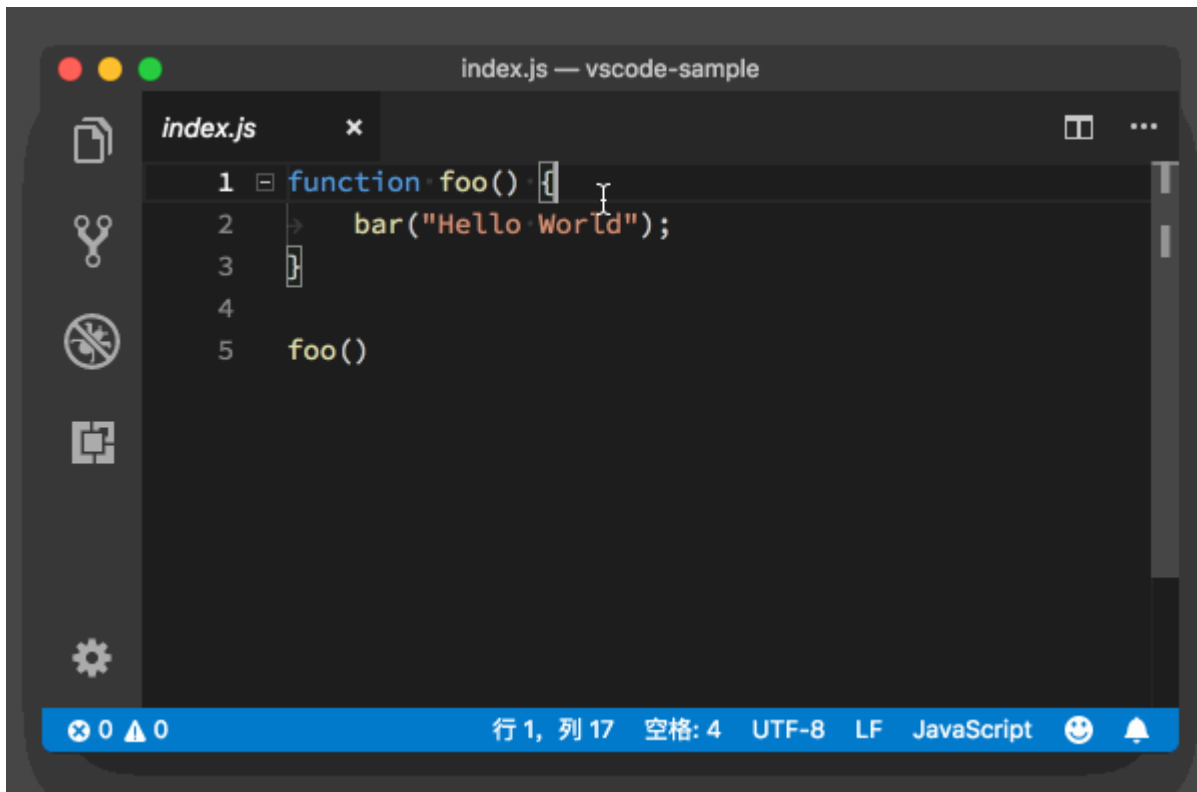 index.js — vscode-sample
index.js
1 function foo() {
2 bar("Hello World");
3 }
4
5 foo()
0 0 行 1, 列 17 空格: 4 UTF-8 LF JavaScript